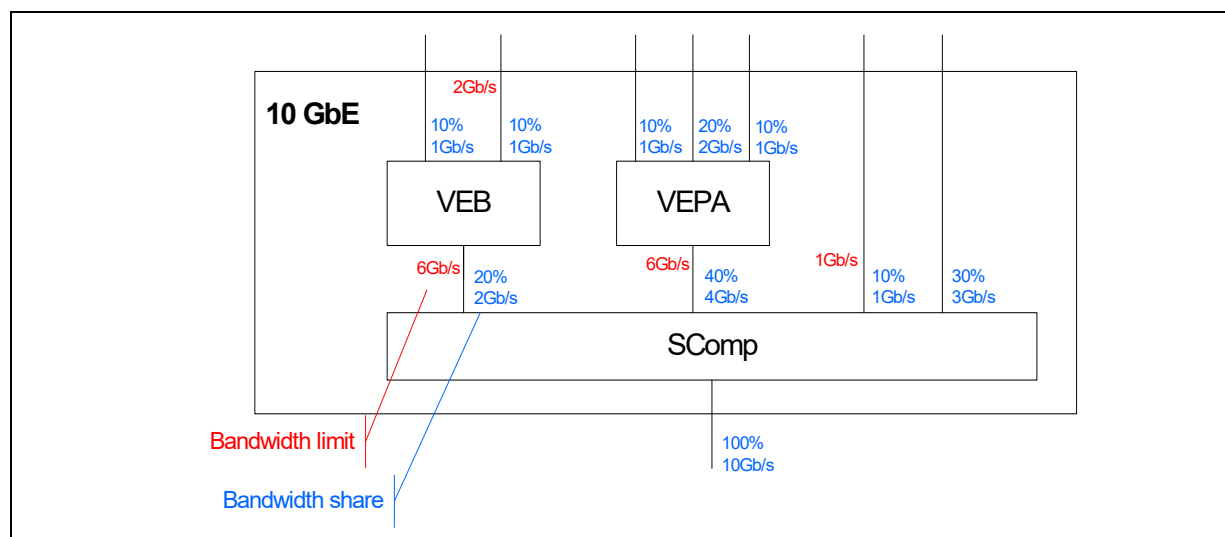 2Gb/s
10 GbE
10%
1Gb/s
10%
1Gb/s
10%
1Gb/s
20%
2Gb/s
10%
1Gb/s
VEB
VEPA
6Gb/s
20%
2Gb/s
6Gb/s
40%
4Gb/s
1Gb/s
10%
1Gb/s
30%
3Gb/s
SComp
Bandwidth limit
100%
10Gb/s
Bandwidth share